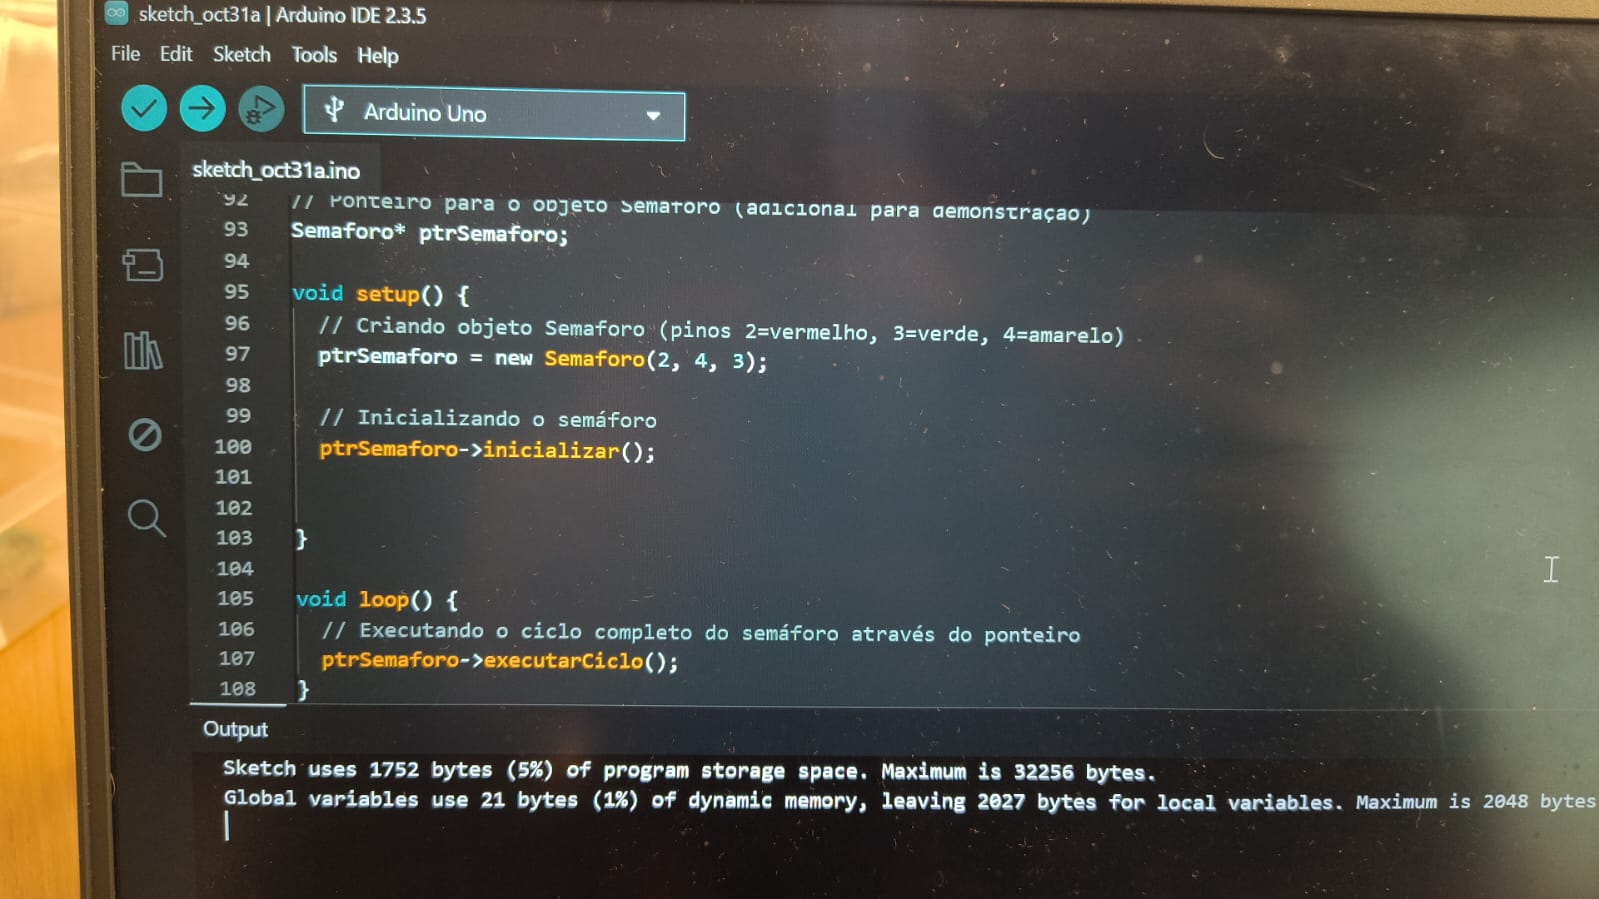 sketch_oct31a | Arduino IDE 2.3.5
File Edit Sketch Tools Help
Arduino Uno
sketch_oct31a.ino
92 // Ponteiro para o objeto Semaforo (adicional para demonstração)
93 Semaforo* ptrSemaforo;
94
95 void setup() {
96 // Criando objeto Semaforo (pinos 2=vermelho, 3=verde, 4=amarelo)
97 ptrSemaforo = new Semaforo(2, 4, 3);
98
99 // Inicializando o semáforo
100 ptrSemaforo->inicializar();
101
102
103 }
104
105 void loop() {
106 // Executando o ciclo completo do semáforo através do ponteiro
107 ptrSemaforo->executarCiclo();
108 }
Output
Sketch uses 1752 bytes (5%) of program storage space. Maximum is 32256 bytes.
Global variables use 21 bytes (1%) of dynamic memory, leaving 2027 bytes for local variables. Maximum is 2048 bytes